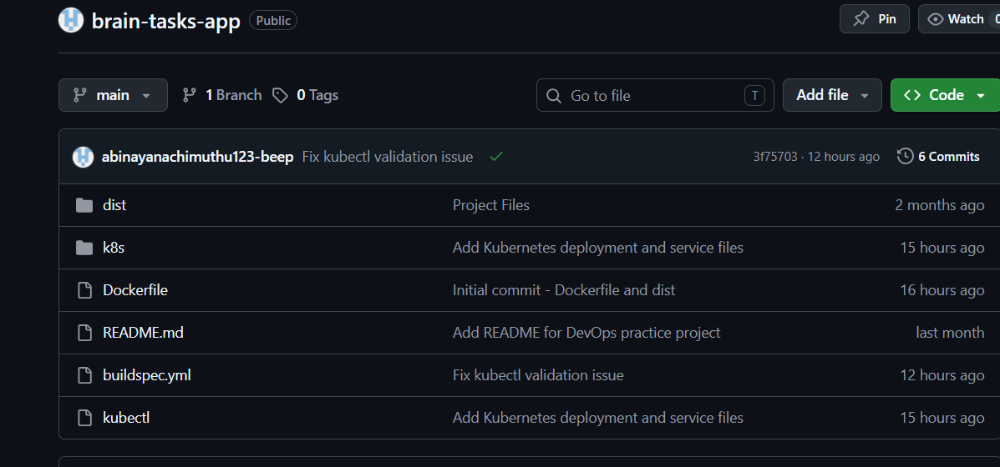 brain-tasks-app Public Pin Watch 0
main 1 Branch 0 Tags Go to file T Add file Code
abinayanachimuthu123-beep Fix kubectl validation issue 3f75703 · 12 hours ago 6 Commits
dist Project Files 2 months ago
k8s Add Kubernetes deployment and service files 15 hours ago
Dockerfile Initial commit - Dockerfile and dist 16 hours ago
README.md Add README for DevOps practice project last month
buildspec.yml Fix kubectl validation issue 12 hours ago
kubectl Add Kubernetes deployment and service files 15 hours ago